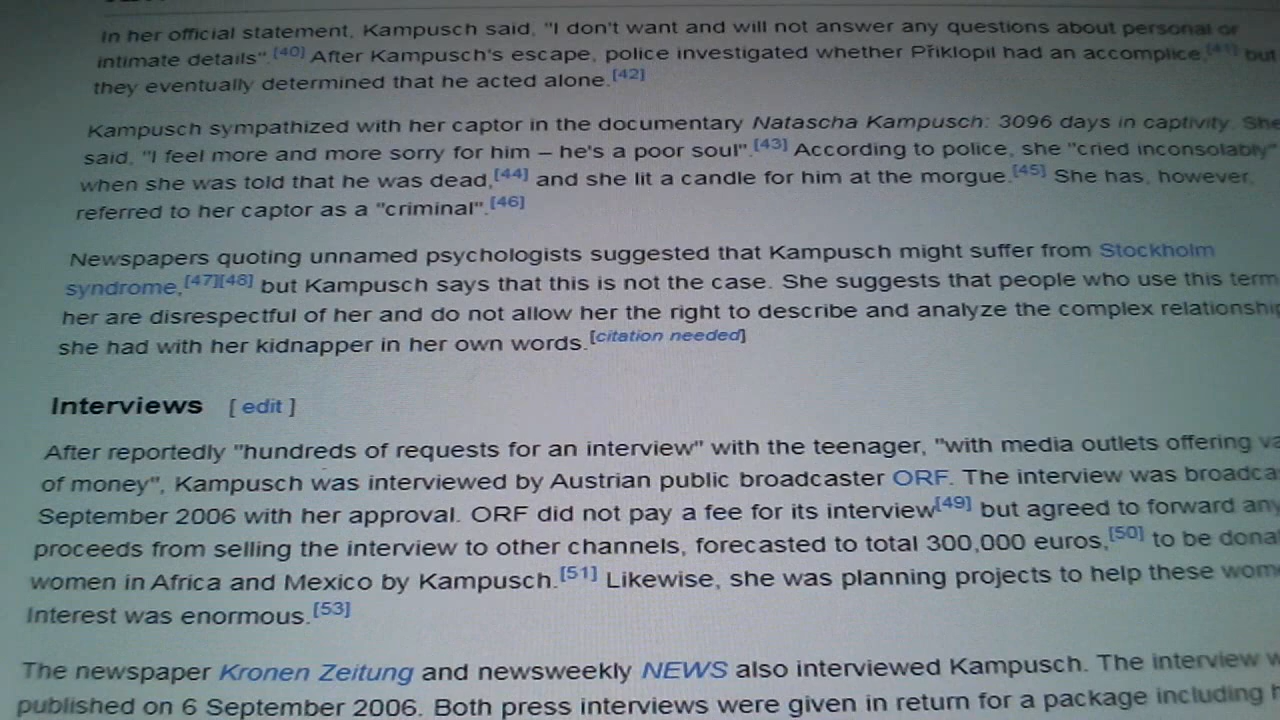 In her official statement, Kampusch said, "I don't want and will not answer any questions about personal or
intimate details".[40] After Kampusch's escape, police investigated whether Přiklopil had an accomplice,[41] but
they eventually determined that he acted alone.[42]
Kampusch sympathized with her captor in the documentary Natascha Kampusch: 3096 days in captivity. She
said, "I feel more and more sorry for him – he's a poor soul".[43] According to police, she "cried inconsolably"
when she was told that he was dead,[44] and she lit a candle for him at the morgue.[45] She has, however,
referred to her captor as a "criminal".[46]
Newspapers quoting unnamed psychologists suggested that Kampusch might suffer from Stockholm
syndrome,[47][48] but Kampusch says that this is not the case. She suggests that people who use this term
her are disrespectful of her and do not allow her the right to describe and analyze the complex relationship
she had with her kidnapper in her own words.[citation needed]
Interviews [ edit ]
After reportedly "hundreds of requests for an interview" with the teenager, "with media outlets offering va
of money", Kampusch was interviewed by Austrian public broadcaster ORF. The interview was broadca
September 2006 with her approval. ORF did not pay a fee for its interview[49] but agreed to forward any
proceeds from selling the interview to other channels, forecasted to total 300,000 euros,[50] to be donat
women in Africa and Mexico by Kampusch.[51] Likewise, she was planning projects to help these wom
Interest was enormous.[53]
The newspaper Kronen Zeitung and newsweekly NEWS also interviewed Kampusch. The interview w
published on 6 September 2006. Both press interviews were given in return for a package including h